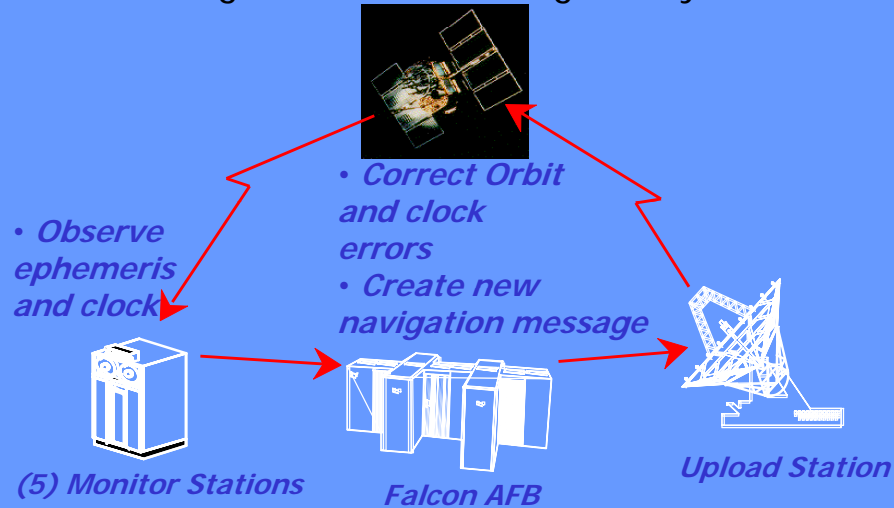 • Correct Orbit
and clock
errors
• Create new
navigation message
• Observe
ephemeris
and clock
(5) Monitor Stations
Falcon AFB
Upload Station